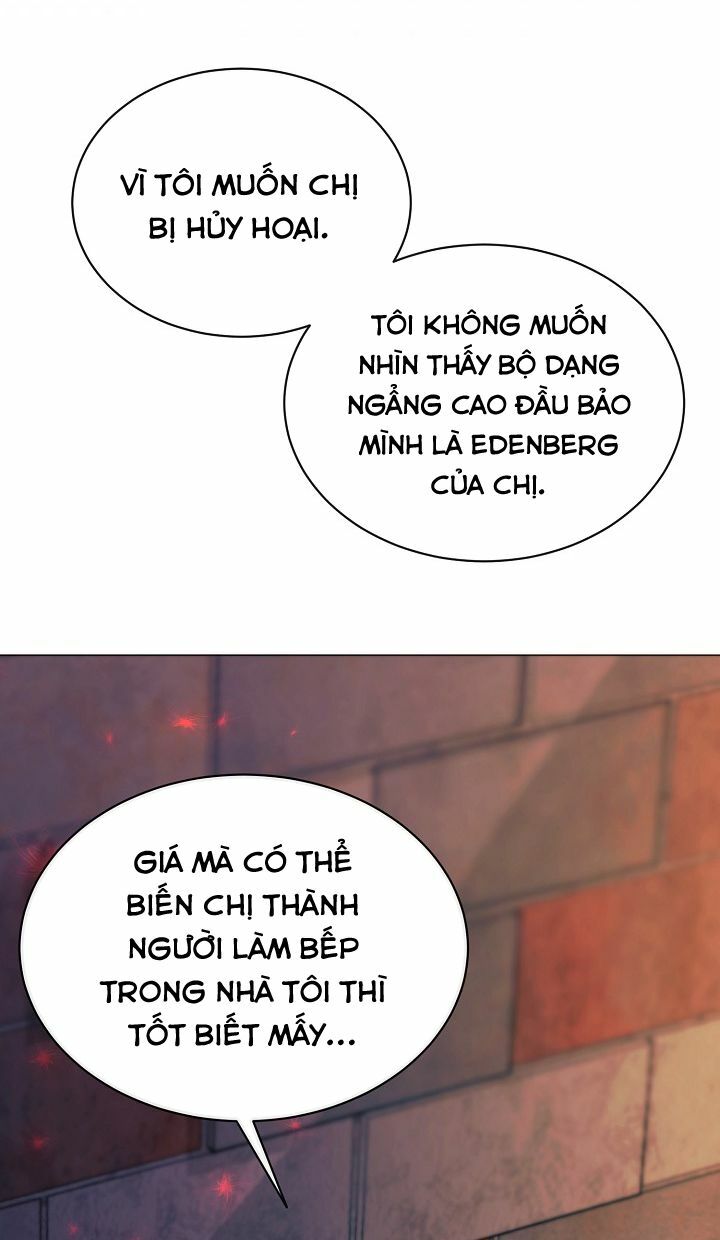 VÌ TÔI MUỐN CHỊ
BỊ HỦY HOẠI.
TÔI KHÔNG MUỐN
NHÌN THẤY BỘ DẠNG
NGẨNG CAO ĐẦU BẢO
MÌNH LÀ EDENBERG
CỦA CHỊ.
GIÁ MÀ CÓ THỂ
BIẾN CHỊ THÀNH
NGƯỜI LÀM BẾP
TRONG NHÀ TÔI THÌ
TỐT BIẾT MẤY...